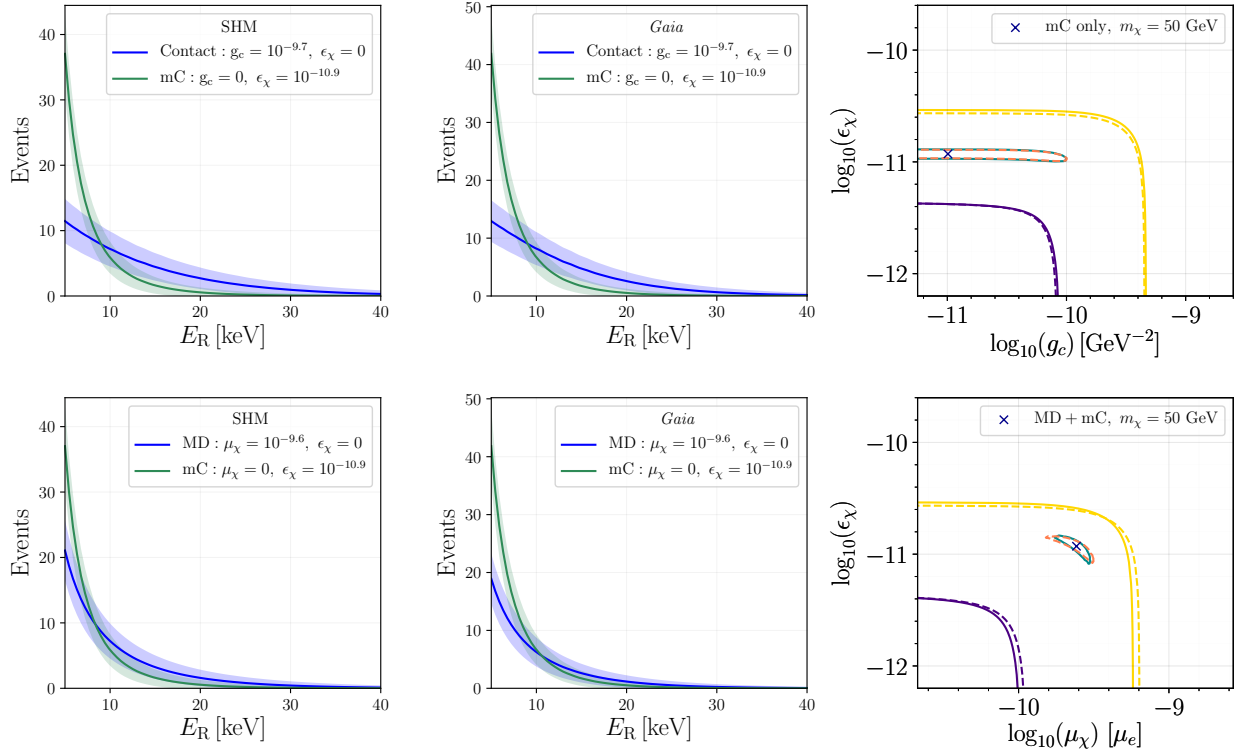 SHM
Contact : g_c = 10^−9.7, ϵ_χ = 0
mC : g_c = 0, ϵ_χ = 10^−10.9
Events
40
30
20
10
0
10
20
30
40
E_R [keV]
Gaia
Contact : g_c = 10^−9.7, ϵ_χ = 0
mC : g_c = 0, ϵ_χ = 10^−10.9
Events
50
40
30
20
10
0
10
20
30
40
E_R [keV]
mC only, m_χ = 50 GeV
log_10(ϵ_χ)
−10
−11
−12
−11
−10
−9
log_10(g_c) [GeV^−2]
SHM
MD : μ_χ = 10^−9.6, ϵ_χ = 0
mC : μ_χ = 0, ϵ_χ = 10^−10.9
Events
40
30
20
10
0
10
20
30
40
E_R [keV]
Gaia
MD : μ_χ = 10^−9.6, ϵ_χ = 0
mC : μ_χ = 0, ϵ_χ = 10^−10.9
Events
50
40
30
20
10
0
10
20
30
40
E_R [keV]
MD + mC, m_χ = 50 GeV
log_10(ϵ_χ)
−10
−11
−12
−10
−9
log_10(μ_χ) [μ_e]